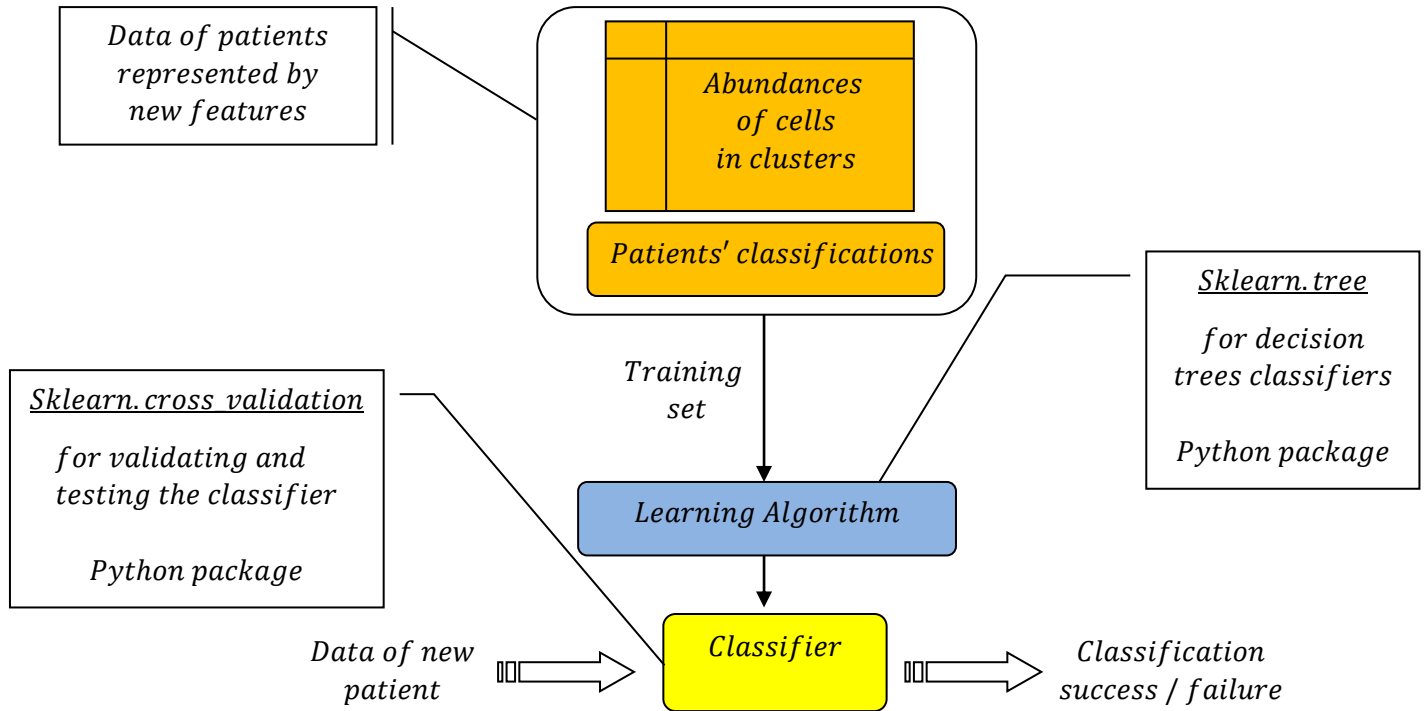 Data of patients
represented by
new features
Abundances
of cells
in clusters
Patients' classifications
Sklearn.tree
for decision
trees classifiers
Python package
Training
set
Sklearn.cross_validation
for validating and
testing the classifier
Python package
Learning Algorithm
Classifier
Data of new
patient
Classification
success / failure